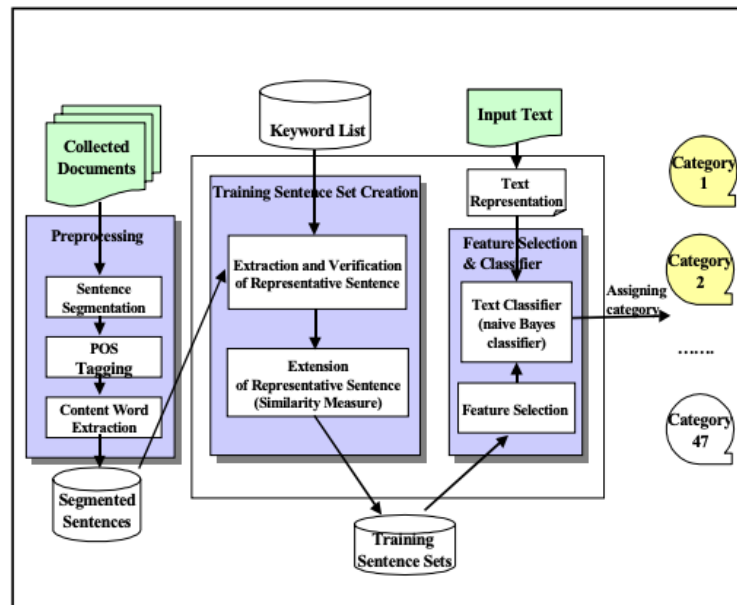 Collected
Documents
Preprocessing
Sentence
Segmentation
POS
Tagging
Content Word
Extraction
Segmented
Sentences
Keyword List
Training Sentence Set Creation
Extraction and Verification
of Representative Sentence
Extension
of Representative Sentence
(Similarity Measure)
Training
Sentence Sets
Input Text
Text
Representation
Feature Selection
& Classifier
Text Classifier
(naive Bayes
classifier)
Feature Selection
Assigning
category
Category
1
Category
2
…….
Category
47